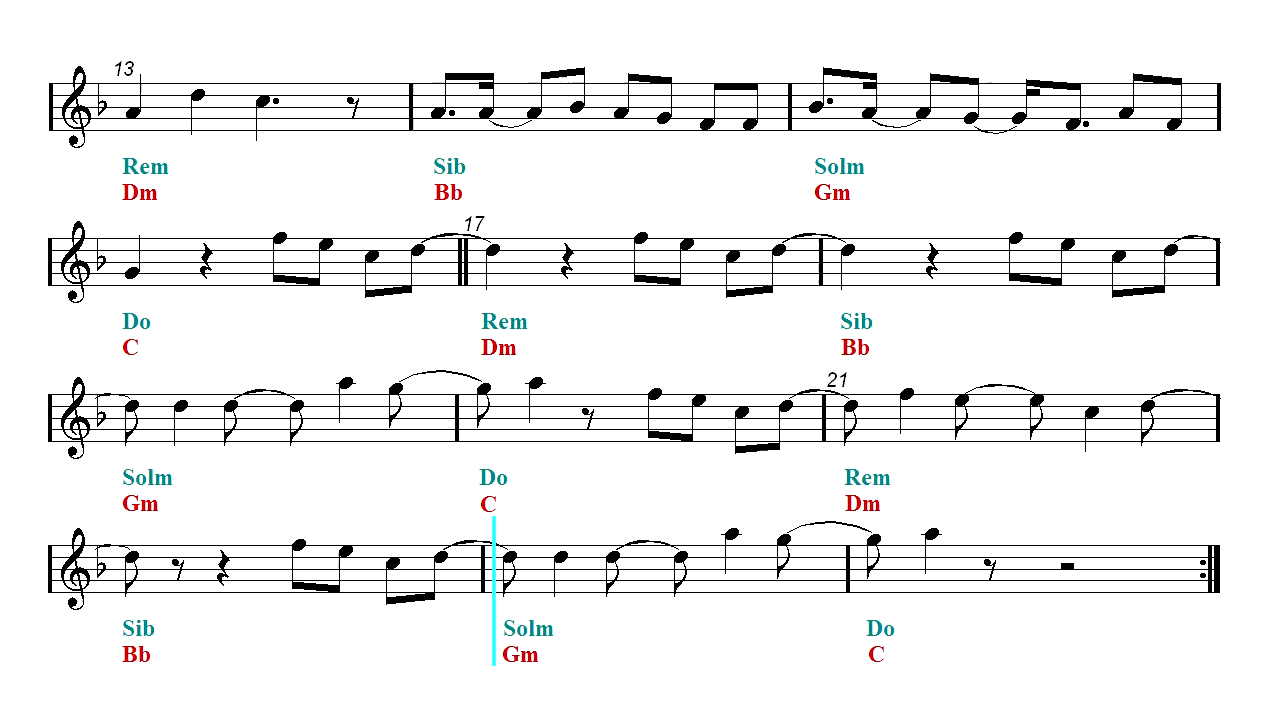 13
Rem Sib Solm
Dm Bb Gm
17
Do Rem Sib
C Dm Bb
21
Solm Do Rem
Gm C Dm
Sib Solm Do
Bb Gm C